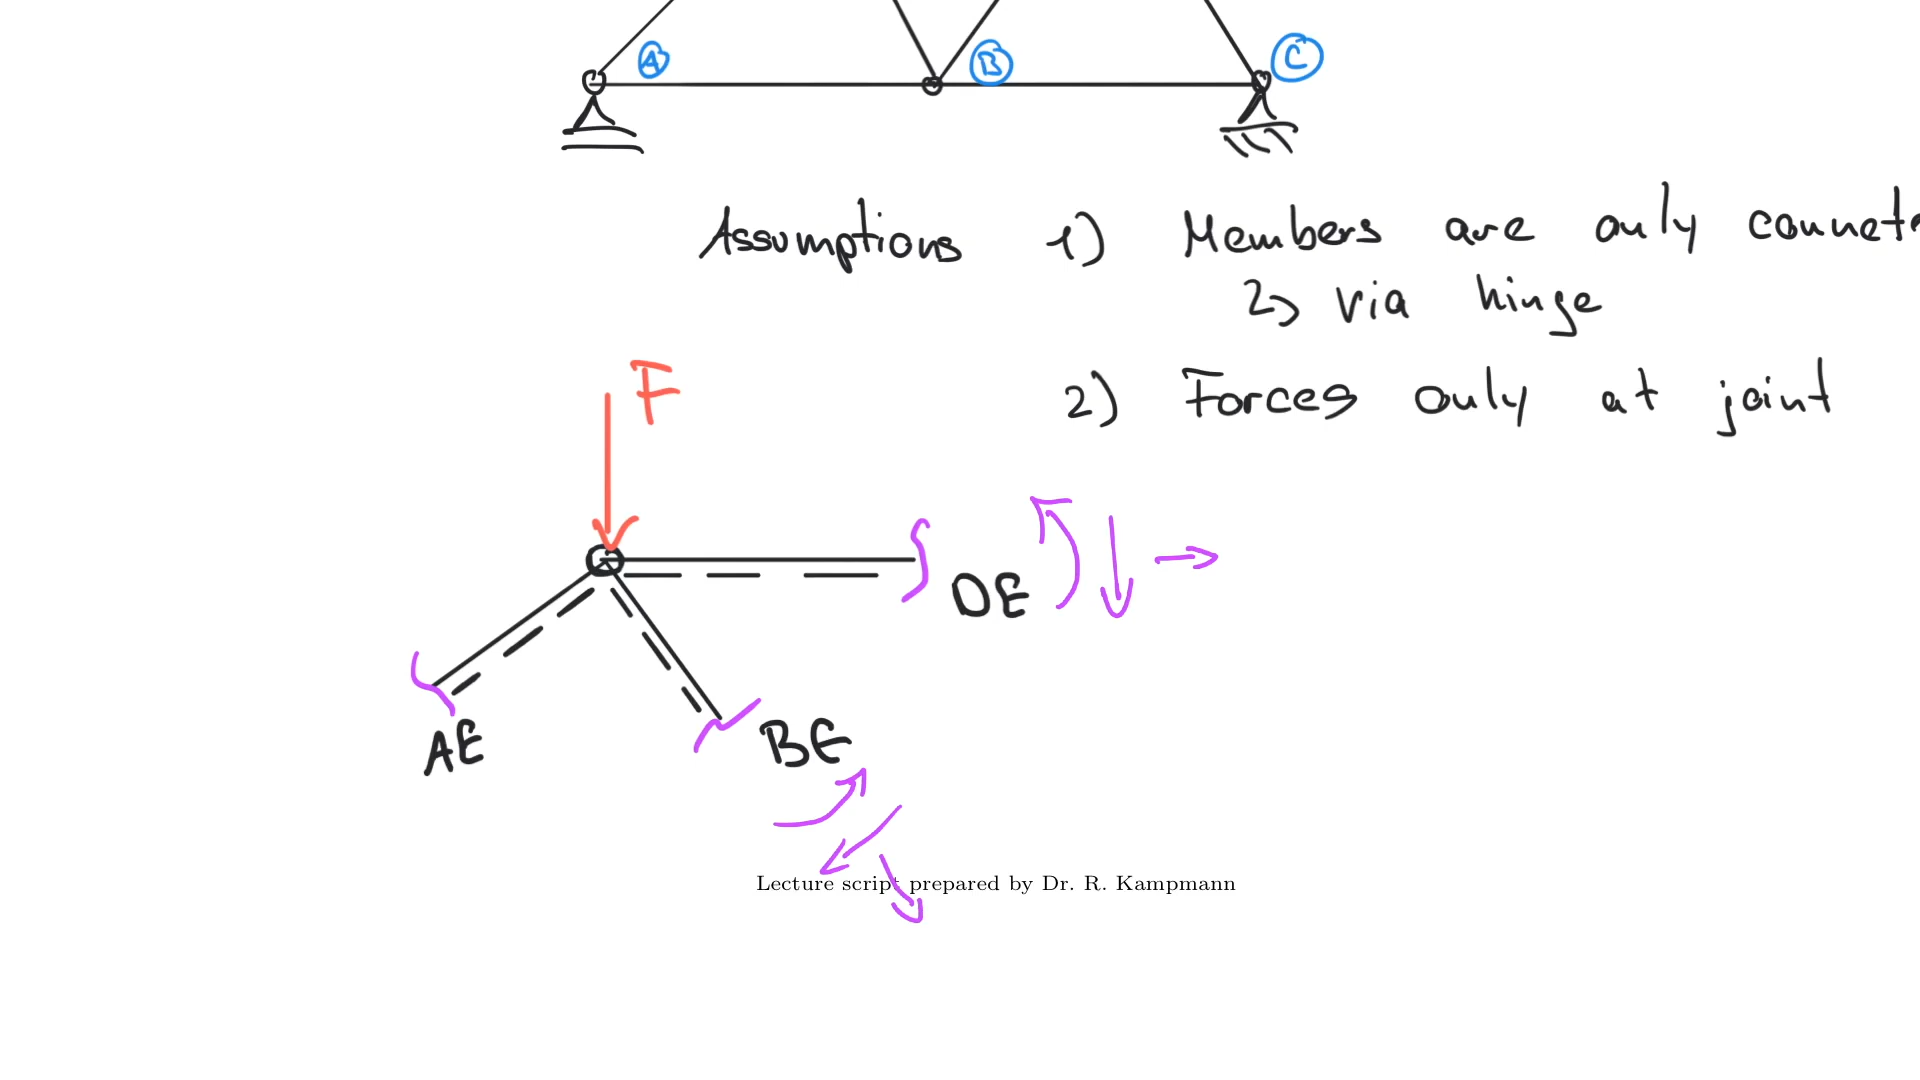 A B C
Assumptions 1) Members are only
2) via hinge
F
2) Forces only at joint
DE
AE
BE
Lecture script prepared by Dr. R. Kampmann